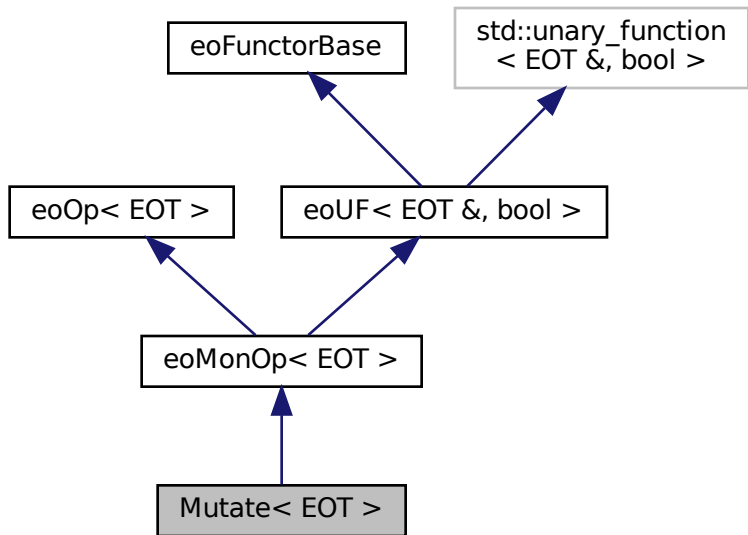 std::unary_function
< EOT &, bool >
eoFunctorBase
eoOp< EOT >
eoUF< EOT &, bool >
eoMonOp< EOT >
Mutate< EOT >